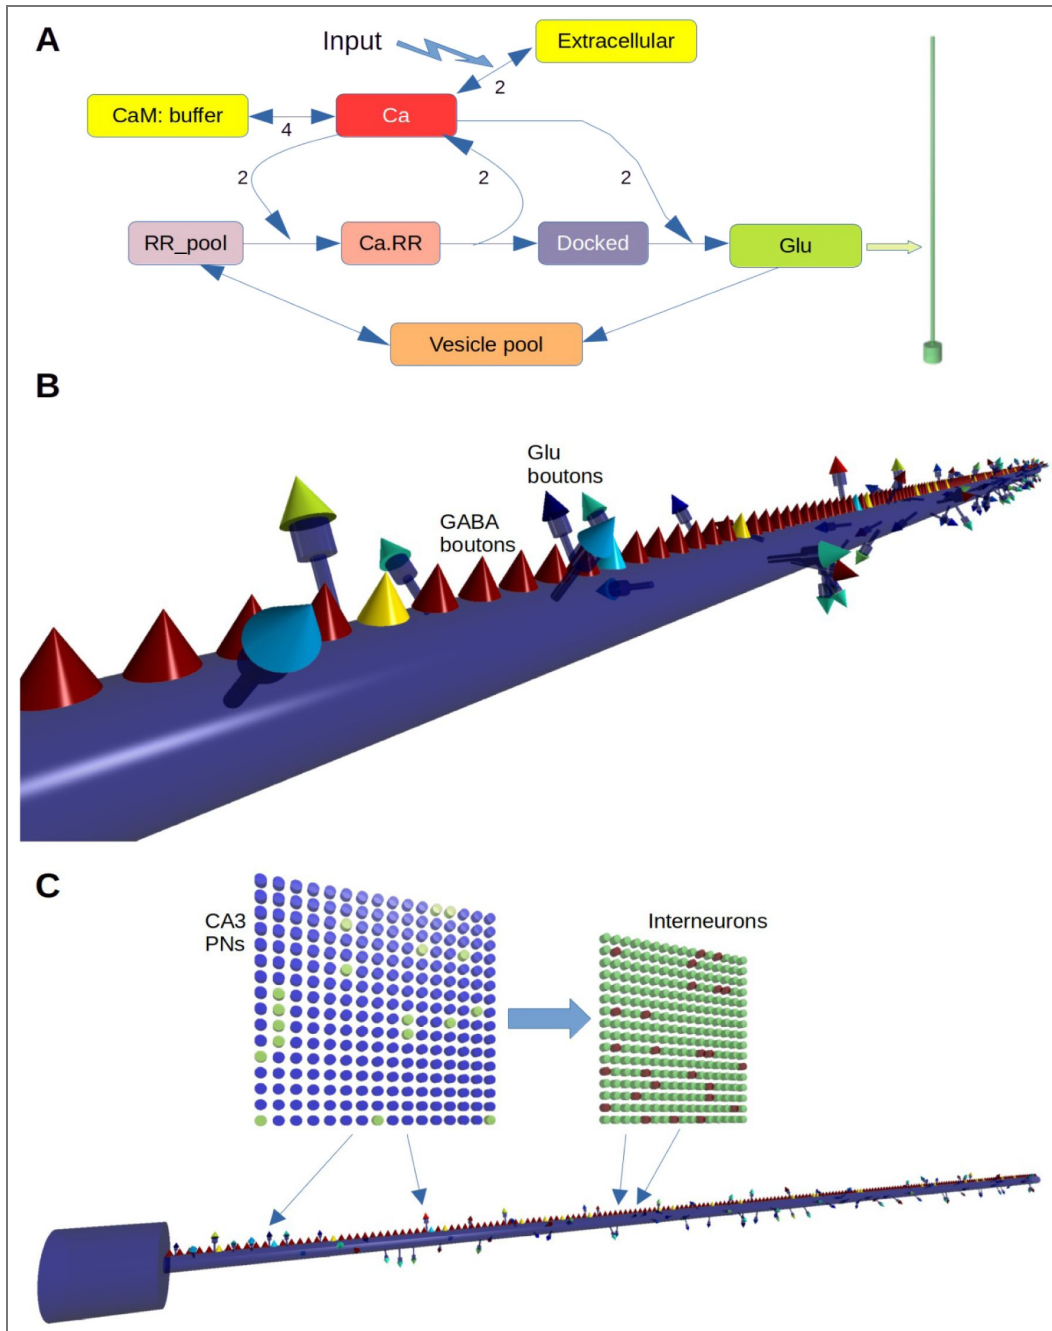 A
Input
Extracellular
2
CaM: buffer
4
Ca
2
2
2
RR_pool
Ca.RR
Docked
Glu
Vesicle pool
B
Glu
boutons
GABA
boutons
C
CA3
PNs
Interneurons